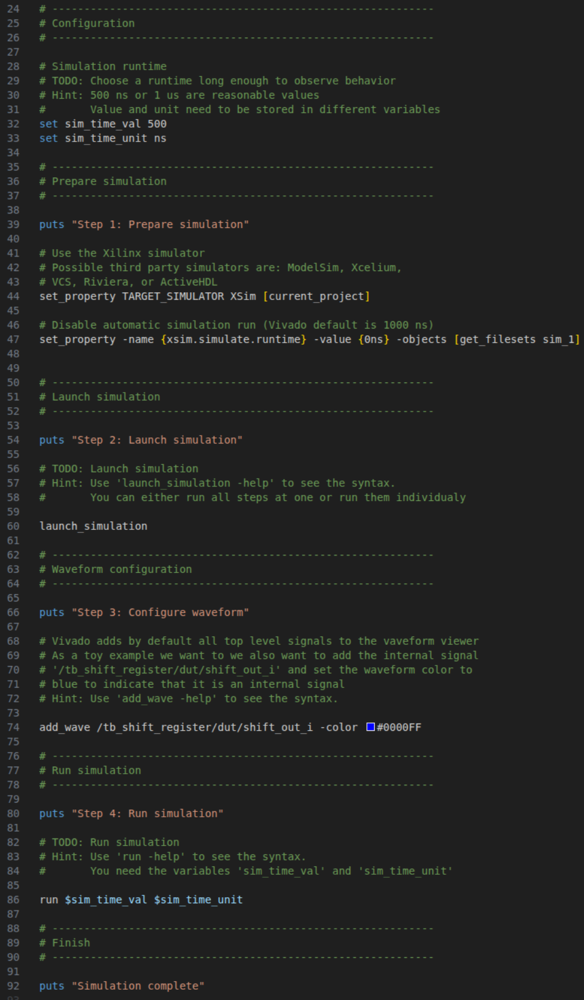 24 # ------------------------------------------------------------
25 # Configuration
26 # ------------------------------------------------------------
27
28 # Simulation runtime
29 # TODO: Choose a runtime long enough to observe behavior
30 # Hint: 500 ns or 1 us are reasonable values
31 #       Value and unit need to be stored in different variables
32 set sim_time_val 500
33 set sim_time_unit ns
34
35 # ------------------------------------------------------------
36 # Prepare simulation
37 # ------------------------------------------------------------
38
39 puts "Step 1: Prepare simulation"
40
41 # Use the Xilinx simulator
42 # Possible third party simulators are: ModelSim, Xcelium,
43 # VCS, Riviera, or ActiveHDL
44 set_property TARGET_SIMULATOR XSim [current_project]
45
46 # Disable automatic simulation run (Vivado default is 1000 ns)
47 set_property -name {xsim.simulate.runtime} -value {0ns} -objects [get_filesets sim_1]
48
49
50 # ------------------------------------------------------------
51 # Launch simulation
52 # ------------------------------------------------------------
53
54 puts "Step 2: Launch simulation"
55
56 # TODO: Launch simulation
57 # Hint: Use 'launch_simulation -help' to see the syntax.
58 #       You can either run all steps at one or run them individualy
59
60 launch_simulation
61
62 # ------------------------------------------------------------
63 # Waveform configuration
64 # ------------------------------------------------------------
65
66 puts "Step 3: Configure waveform"
67
68 # Vivado adds by default all top level signals to the vaveform viewer
69 # As a toy example we want to we also want to add the internal signal
70 # '/tb_shift_register/dut/shift_out_i' and set the waveform color to
71 # blue to indicate that it is an internal signal
72 # Hint: Use 'add_wave -help' to see the syntax.
73
74 add_wave /tb_shift_register/dut/shift_out_i -color #0000FF
75
76 # ------------------------------------------------------------
77 # Run simulation
78 # ------------------------------------------------------------
79
80 puts "Step 4: Run simulation"
81
82 # TODO: Run simulation
83 # Hint: Use 'run -help' to see the syntax.
84 #       You need the variables 'sim_time_val' and 'sim_time_unit'
85
86 run $sim_time_val $sim_time_unit
87
88 # ------------------------------------------------------------
89 # Finish
90 # ------------------------------------------------------------
91
92 puts "Simulation complete"
93